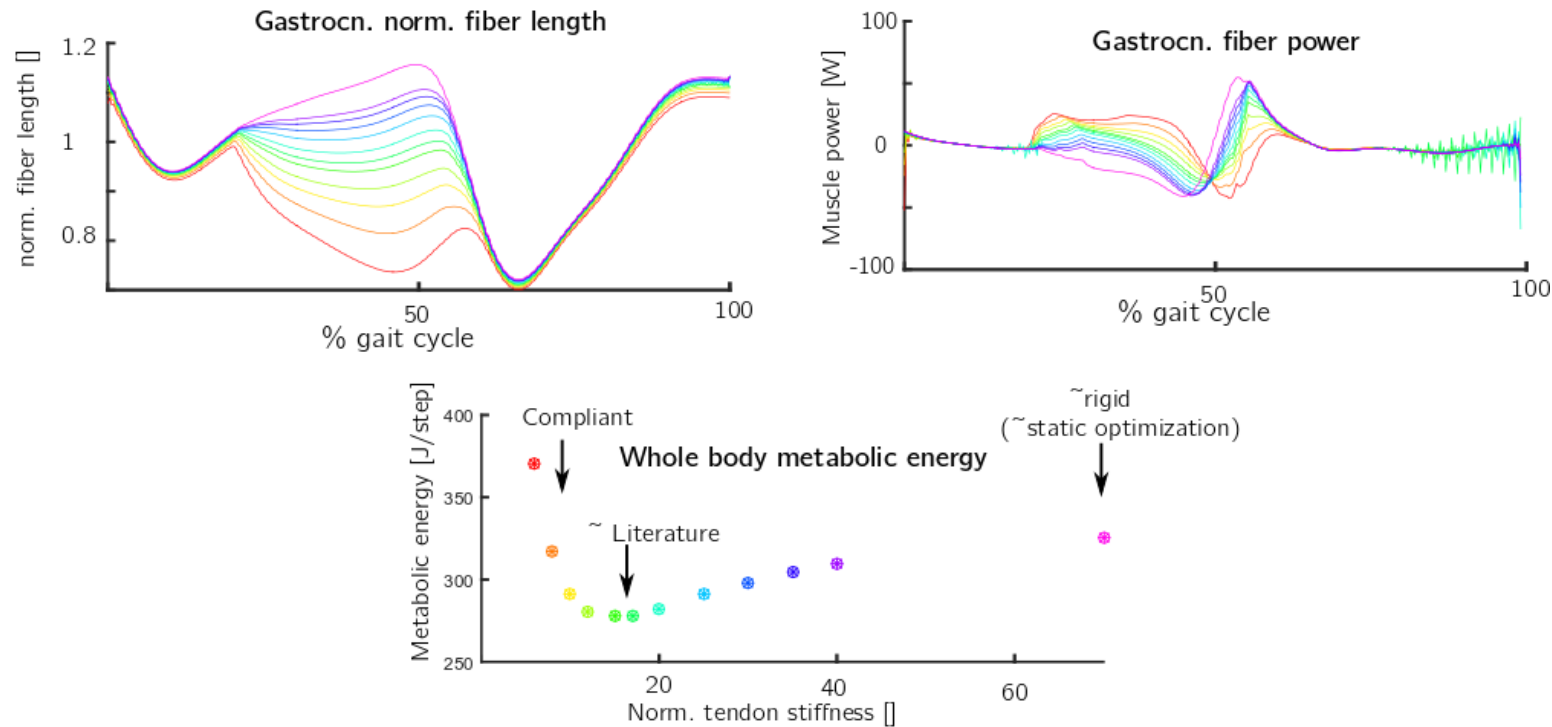 Gastrocn. norm. fiber length
norm. fiber length []
1.2
1
0.8
50
100
% gait cycle
Gastrocn. fiber power
Muscle power [W]
100
0
-100
50
100
% gait cycle
Whole body metabolic energy
Metabolic energy [J/step]
400
350
300
250
Compliant
~ Literature
~rigid
(~static optimization)
20
40
60
Norm. tendon stiffness []